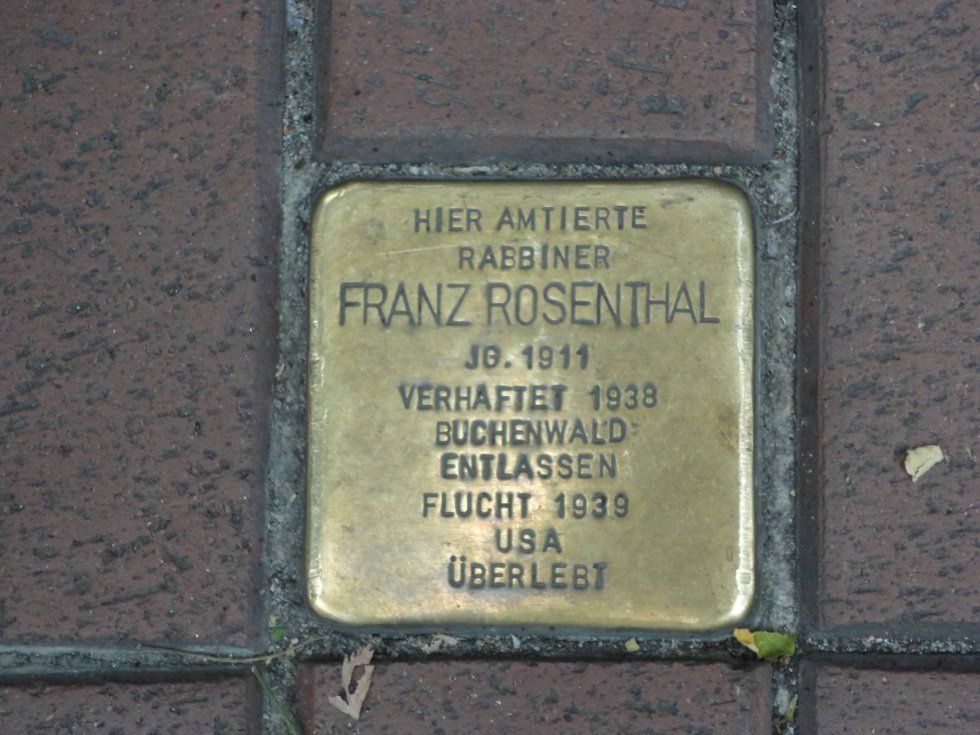 HIER AMTIERTE
RABBINER
FRANZ ROSENTHAL
JG. 1911
VERHAFTET 1938
BUCHENWALD
ENTLASSEN
FLUCHT 1939
USA
ÜBERLEBT